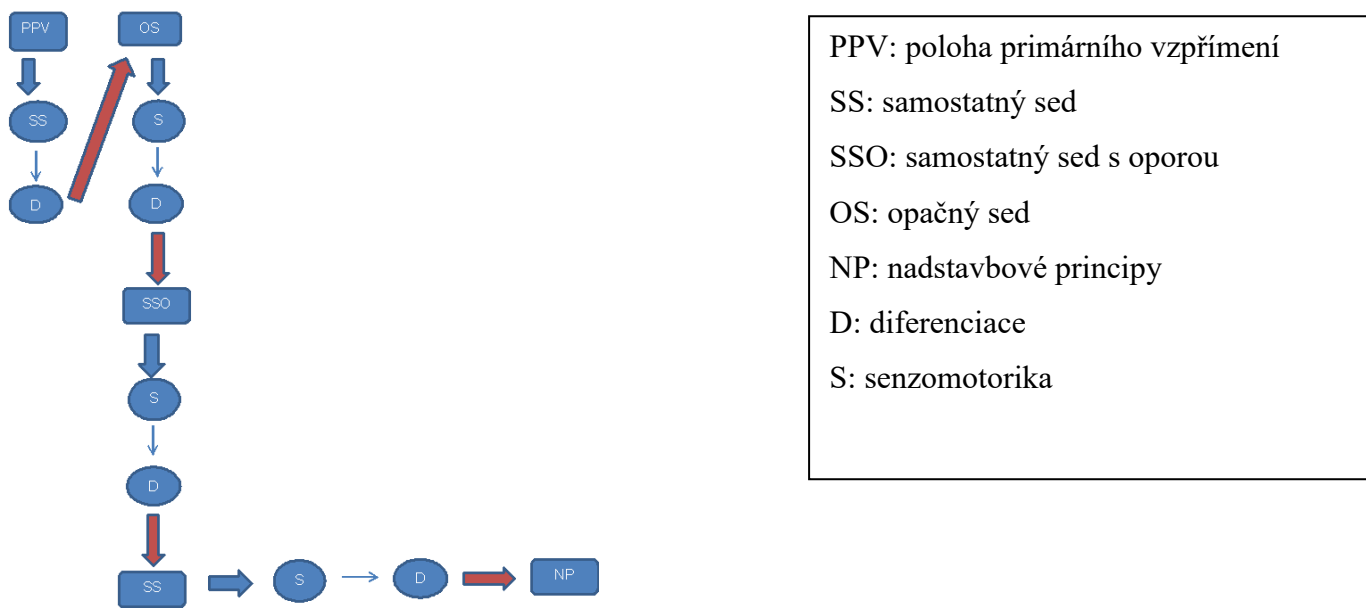 PPV
SS
D
OS
S
D
SSO
S
D
SS
S
D
NP
PPV: poloha primárního vzpřímení
SS: samostatný sed
SSO: samostatný sed s oporou
OS: opačný sed
NP: nadstavbové principy
D: diferenciace
S: senzomotorika